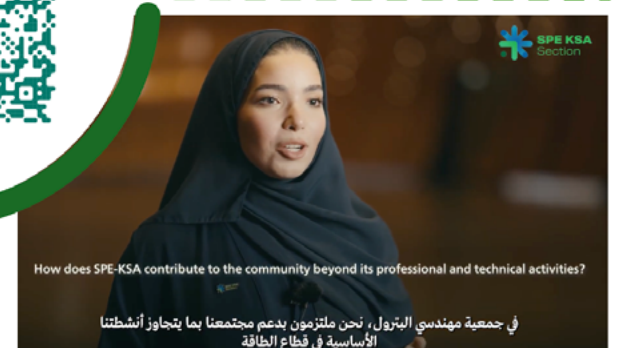 SPE KSA
Section
How does SPE-KSA contribute to the community beyond its professional and technical activities?
في جمعية مهندسي البترول، نحن ملتزمون بدعم مجتمعنا بما يتجاوز أنشطتنا
الأساسية في قطاع الطاقة